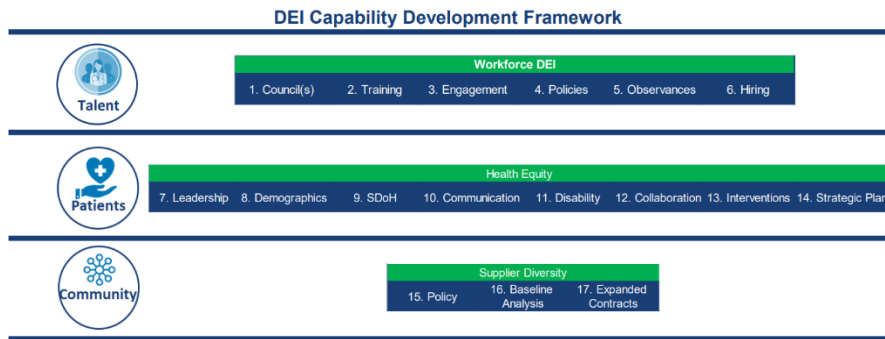 DEI Capability Development Framework
Talent
Workforce DEI
1. Council(s) 2. Training 3. Engagement 4. Policies 5. Observances 6. Hiring
Patients
Health Equity
7. Leadership 8. Demographics 9. SDoH 10. Communication 11. Disability 12. Collaboration 13. Interventions 14. Strategic Plan
Community
Supplier Diversity
15. Policy 16. Baseline Analysis 17. Expanded Contracts